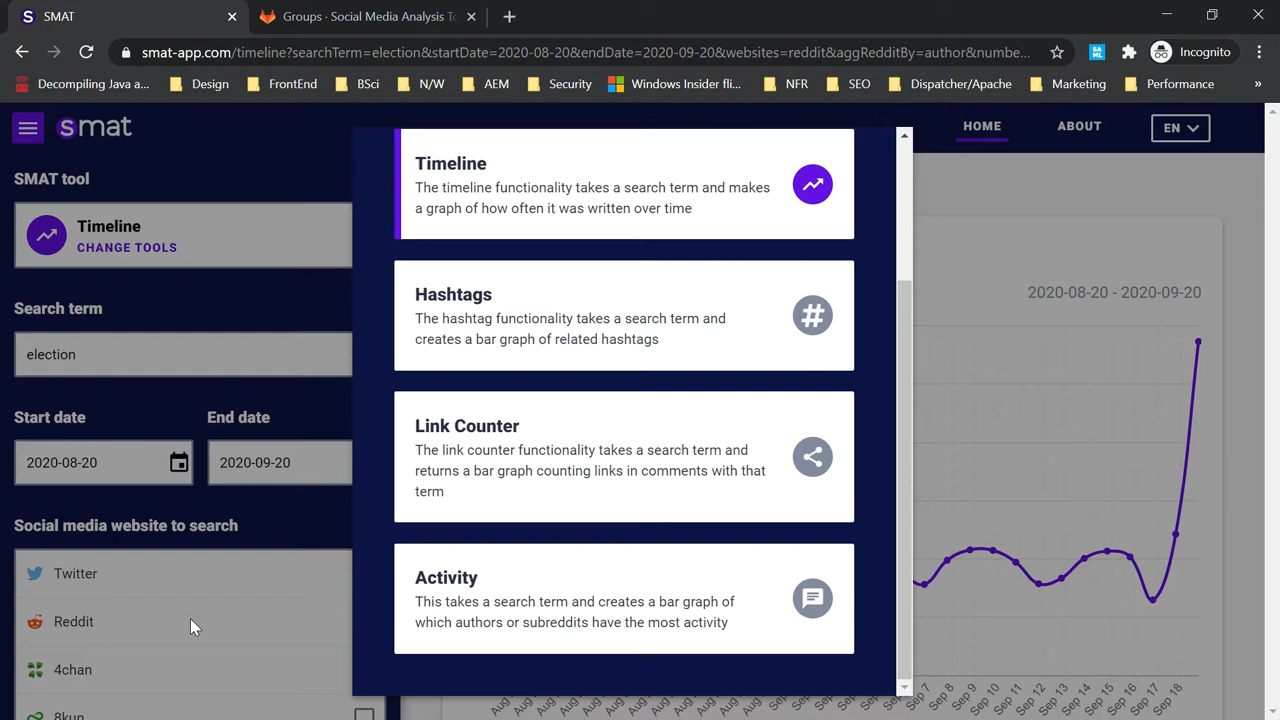 SMAT
Groups · Social Media Analysis To
smat-app.com/timeline?searchTerm=election&startDate=2020-08-20&endDate=2020-09-20&websites=reddit&aggRedditBy=author&numbe...
Incognito
Decompiling Java a...
Design
FrontEnd
BSci
N/W
AEM
Security
Windows Insider fli...
NFR
SEO
Dispatcher/Apache
Marketing
Performance
»
smat
HOME
ABOUT
EN
SMAT tool
Timeline
CHANGE TOOLS
Search term
election
Start date
End date
2020-08-20
2020-09-20
Social media website to search
Twitter
Reddit
4chan
8kun
Timeline
The timeline functionality takes a search term and makes
a graph of how often it was written over time
Hashtags
The hashtag functionality takes a search term and
creates a bar graph of related hashtags
Link Counter
The link counter functionality takes a search term and
returns a bar graph counting links in comments with that
term
Activity
This takes a search term and creates a bar graph of
which authors or subreddits have the most activity
2020-08-20 - 2020-09-20
Sep 7
Sep 8
Sep 9
Sep 10
Sep 11
Sep 12
Sep 13
Sep 14
Sep 15
Sep 16
Sep 17
Sep 18